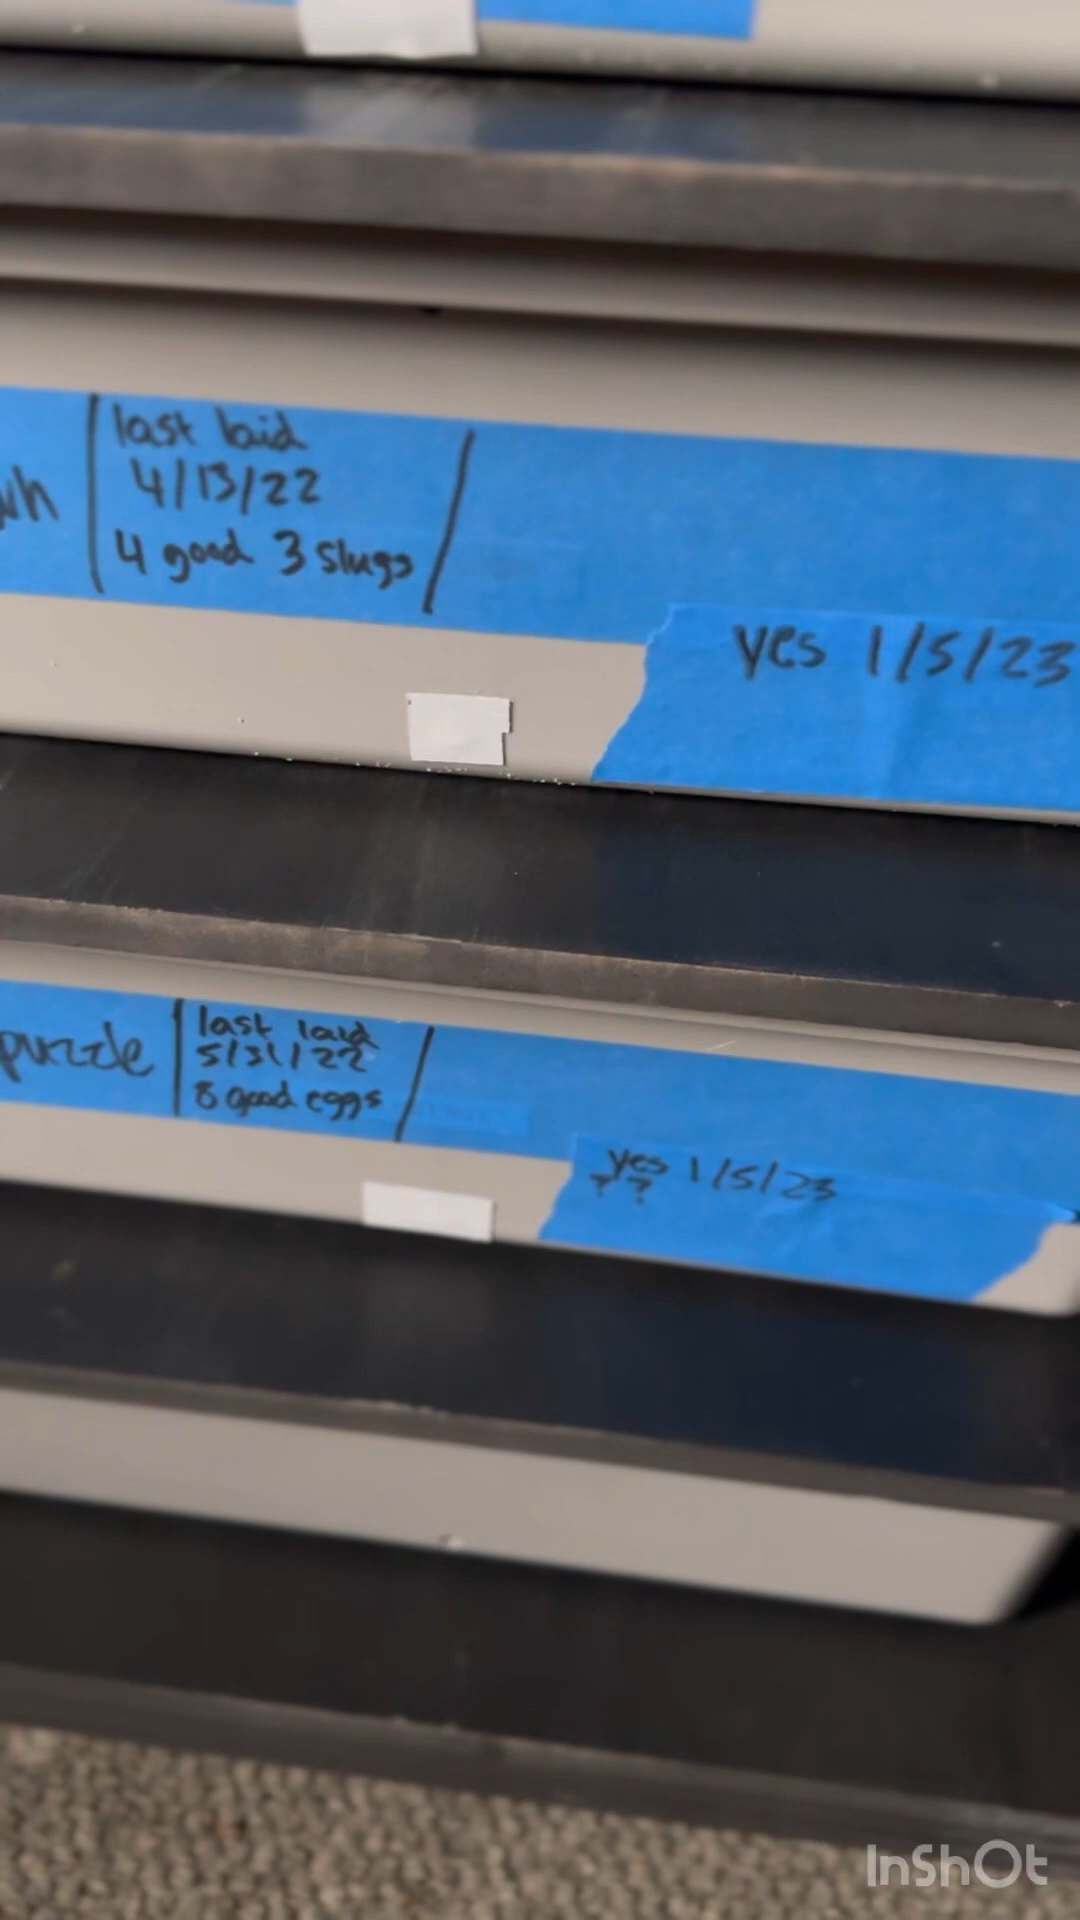 last laid
4/13/22
4 good 3 slugs
yes 1/5/23
puzzle
last laid
5/31/22
8 good eggs
yes 1/5/23
? ?
InShOt